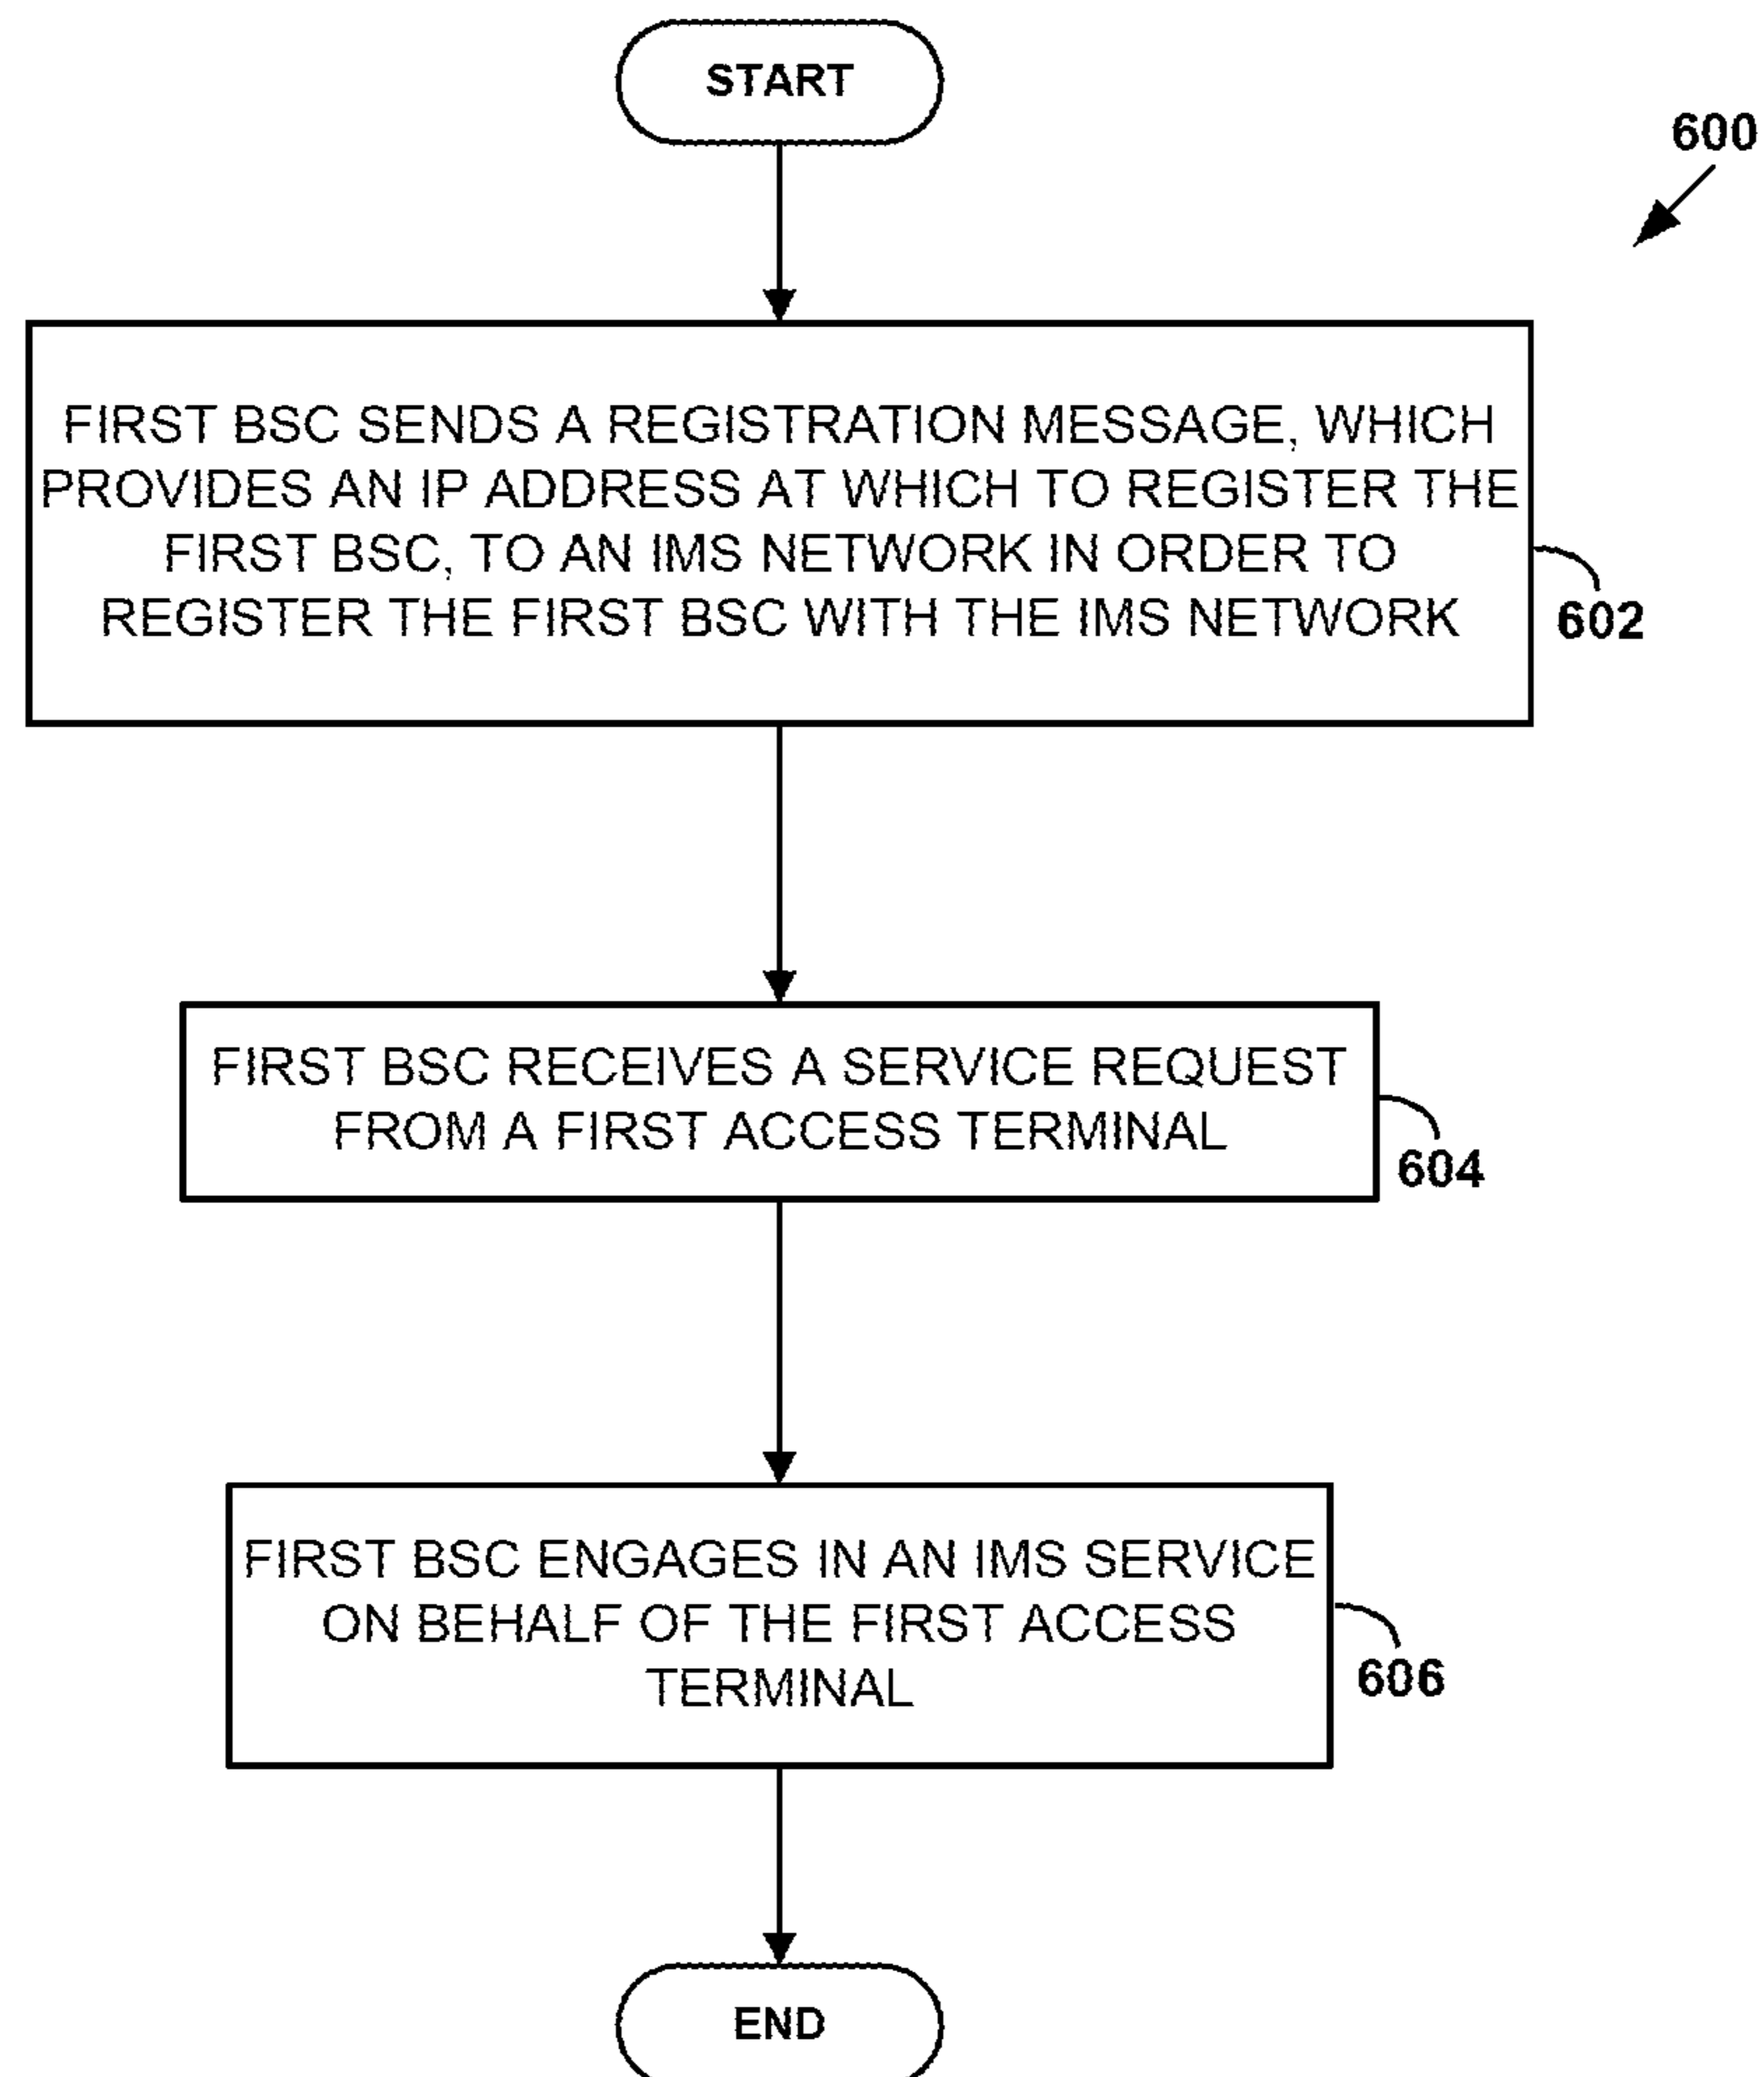 START
600
FIRST BSC SENDS A REGISTRATION MESSAGE, WHICH
PROVIDES AN IP ADDRESS AT WHICH TO REGISTER THE
FIRST BSC, TO AN IMS NETWORK IN ORDER TO
REGISTER THE FIRST BSC WITH THE IMS NETWORK
602
FIRST BSC RECEIVES A SERVICE REQUEST
FROM A FIRST ACCESS TERMINAL
604
FIRST BSC ENGAGES IN AN IMS SERVICE
ON BEHALF OF THE FIRST ACCESS
TERMINAL
606
END